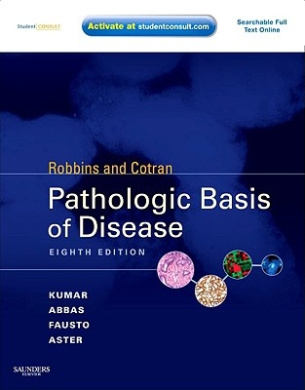 Student CONSULT
Activate at studentconsult.com
Searchable Full
Text Online
Robbins and Cotran
Pathologic Basis
of Disease
EIGHTH EDITION
KUMAR
ABBAS
FAUSTO
ASTER
SAUNDERS
ELSEVIER